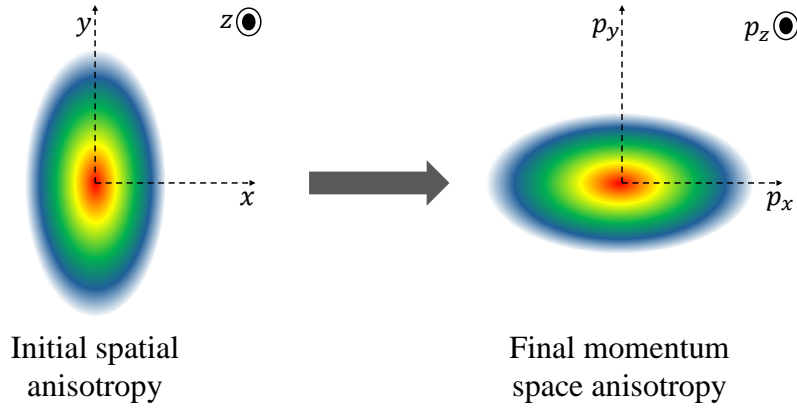 y
z
x
p_y
p_z
p_x
Initial spatial
anisotropy
Final momentum
space anisotropy